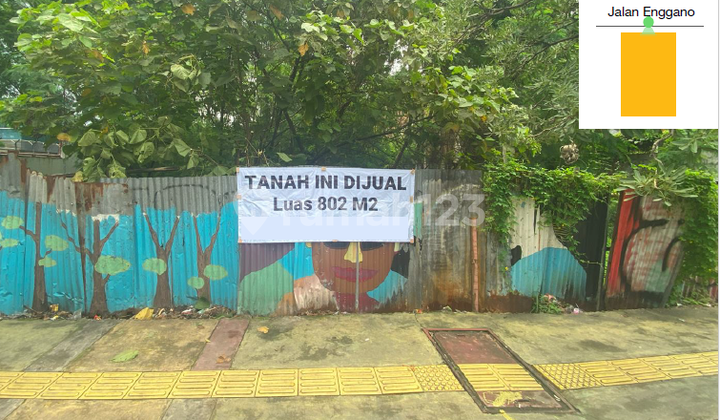 Jalan Enggano
TANAH INI DIJUAL
Luas 802 M2
rumah123